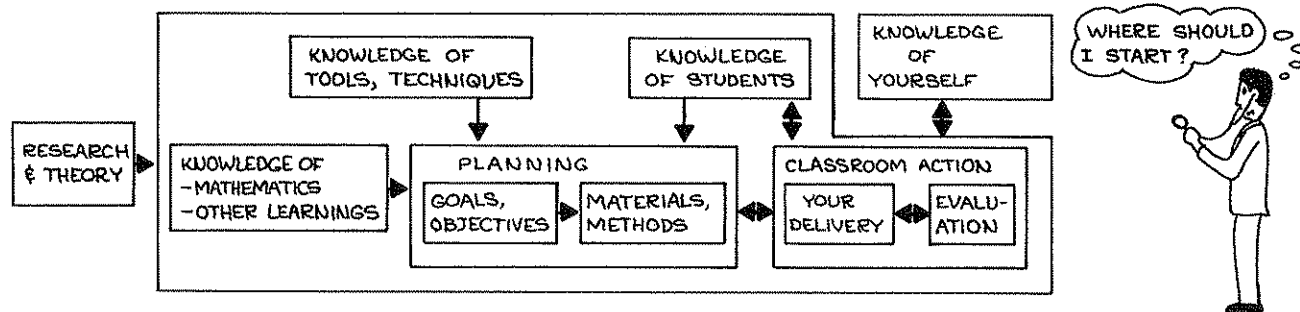 RESEARCH
& THEORY
KNOWLEDGE OF
TOOLS, TECHNIQUES
KNOWLEDGE
OF STUDENTS
KNOWLEDGE
OF
YOURSELF
KNOWLEDGE OF
-MATHEMATICS
-OTHER LEARNINGS
PLANNING
GOALS,
OBJECTIVES
MATERIALS,
METHODS
CLASSROOM ACTION
YOUR
DELIVERY
EVALU-
ATION
WHERE SHOULD
I START?